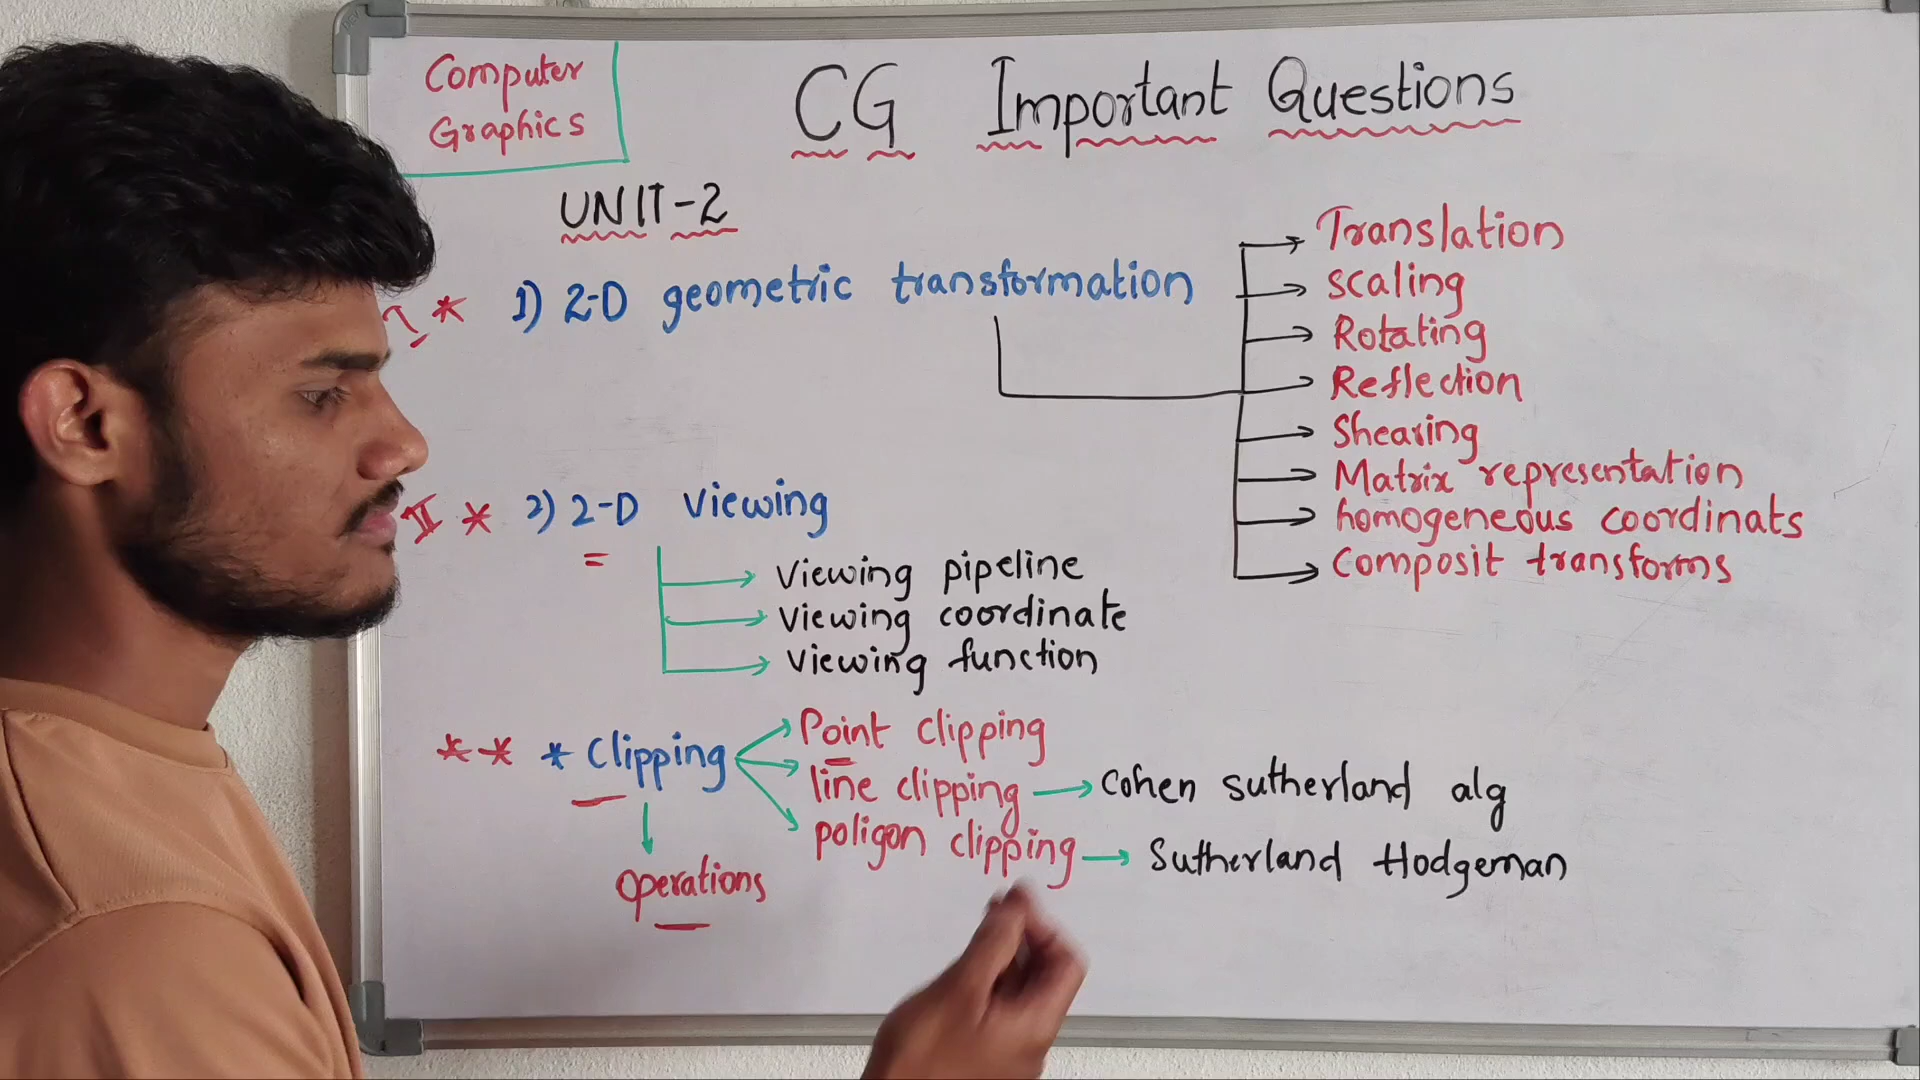 Computer
Graphics
CG Important Questions
UNIT-2
I * 1) 2-D geometric transformation
Translation
scaling
Rotating
Reflection
Shearing
Matrix representation
homogeneous coordinats
Composit transforms
II * 2) 2-D Viewing
Viewing pipeline
Viewing coordinate
Viewing function
* * * Clipping
Point clipping
line clipping → Cohen sutherland alg
poligon clipping → Sutherland Hodgeman
Operations